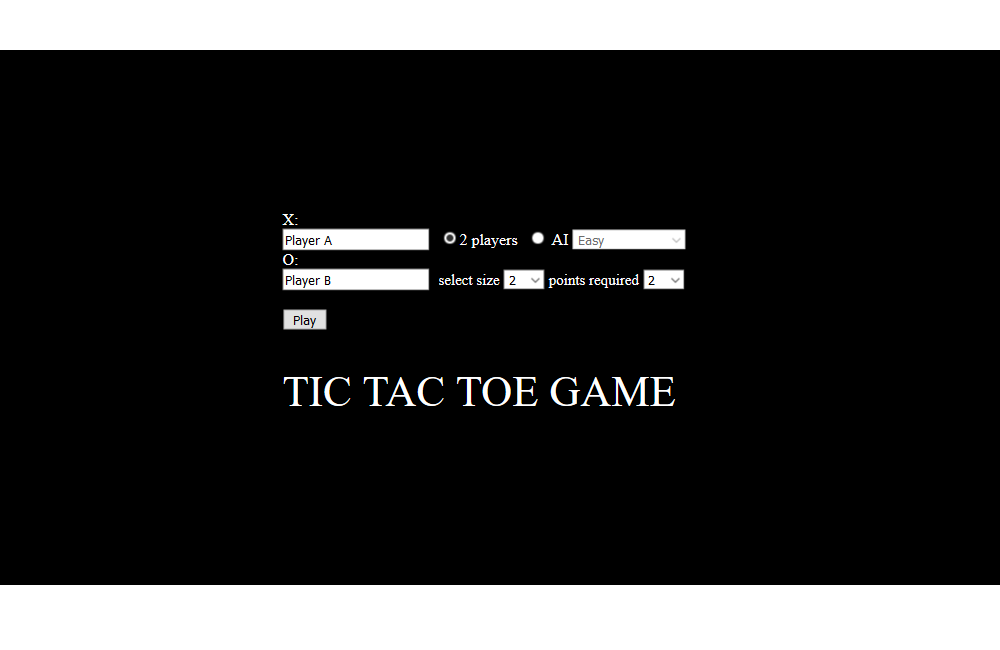 X:
Player A 2 players AI Easy
O:
Player B select size 2 points required 2
Play
TIC TAC TOE GAME